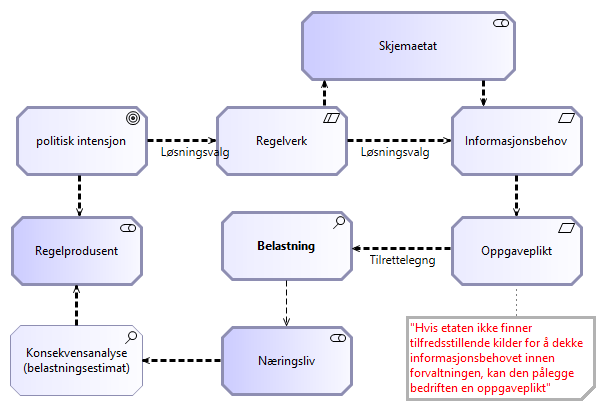 Skjemaetat
politisk intensjon
Løsningsvalg
Regelverk
Løsningsvalg
Informasjonsbehov
Regelprodusent
Belastning
Tilrettelegng
Oppgaveplikt
Konsekvensanalyse
(belastningsestimat)
Næringsliv
"Hvis etaten ikke finner
tilfredsstillende kilder for å dekke
informasjonsbehovet innen
forvaltningen, kan den pålegge
bedriften en oppgaveplikt"